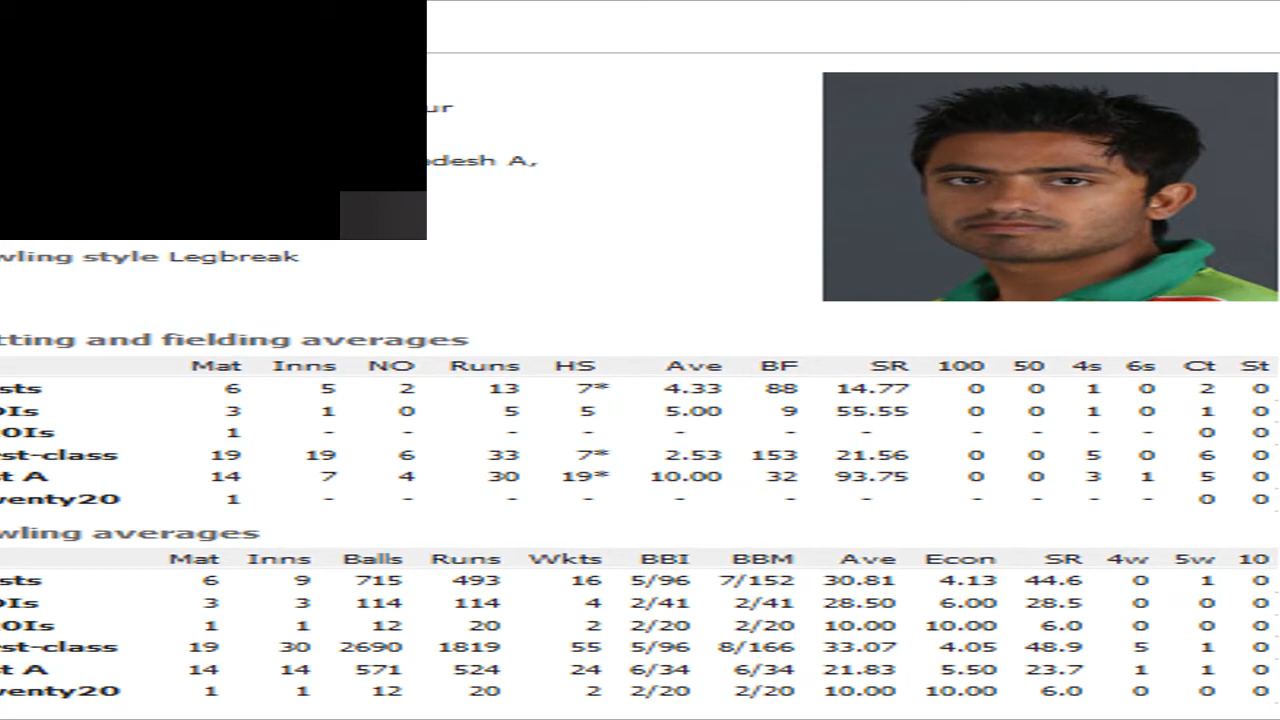 ur
desh A,
wling style Legbreak
tting and fielding averages
Mat Inns NO Runs HS Ave BF SR 100 50 4s 6s Ct St
sts 6 5 2 13 7* 4.33 88 14.77 0 0 1 0 2 0
Is 3 1 0 5 5 5.00 9 55.55 0 0 1 0 1 0
0Is 1 - - - - - - - - - - - 0 0
st-class 19 19 6 33 7* 2.53 153 21.56 0 0 5 0 6 0
t A 14 7 4 30 19* 10.00 32 93.75 0 0 3 1 5 0
wenty20 1 - - - - - - - - - - - 0 0
wling averages
Mat Inns Balls Runs Wkts BBI BBM Ave Econ SR 4w 5w 10
sts 6 9 715 493 16 5/96 7/152 30.81 4.13 44.6 0 1 0
Is 3 3 114 114 4 2/41 2/41 28.50 6.00 28.5 0 0 0
0Is 1 1 12 20 2 2/20 2/20 10.00 10.00 6.0 0 0 0
st-class 19 30 2690 1819 55 5/96 8/166 33.07 4.05 48.9 5 1 0
t A 14 14 571 524 24 6/34 6/34 21.83 5.50 23.7 1 1 0
wenty20 1 1 12 20 2 2/20 2/20 10.00 10.00 6.0 0 0 0